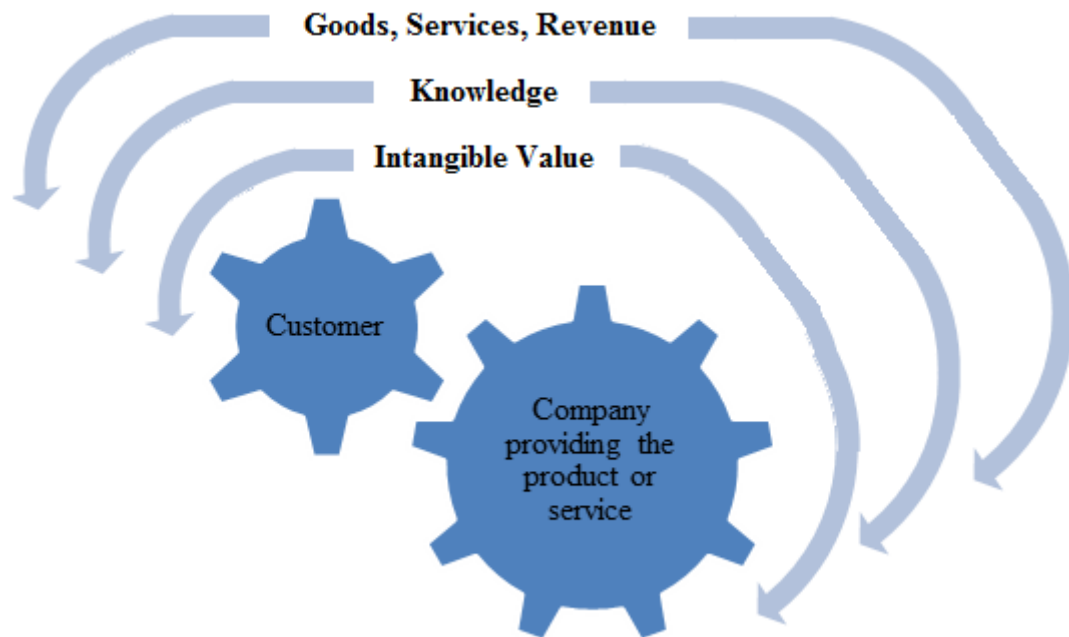 Goods, Services, Revenue
Knowledge
Intangible Value
Customer
Company
providing the
product or
service